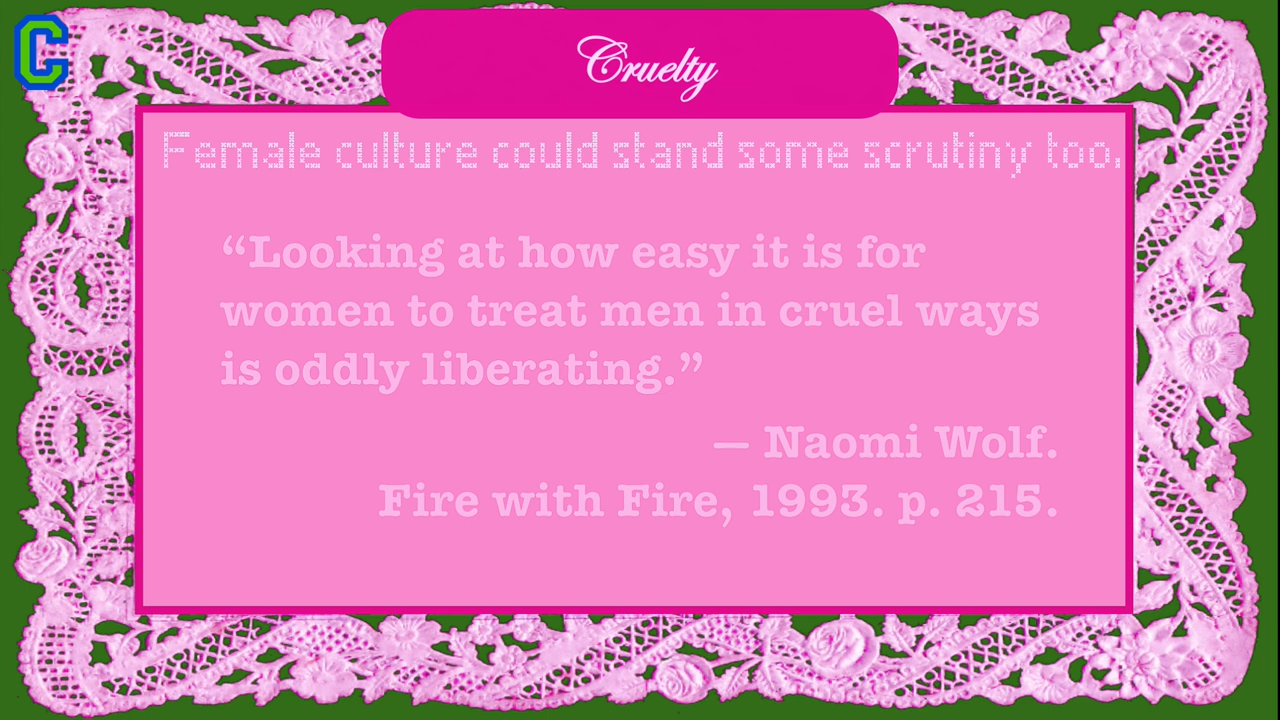 C
Cruelty
Female culture could stand some scrutiny too.
“Looking at how easy it is for
women to treat men in cruel ways
is oddly liberating.”
— Naomi Wolf.
Fire with Fire, 1993. p. 215.